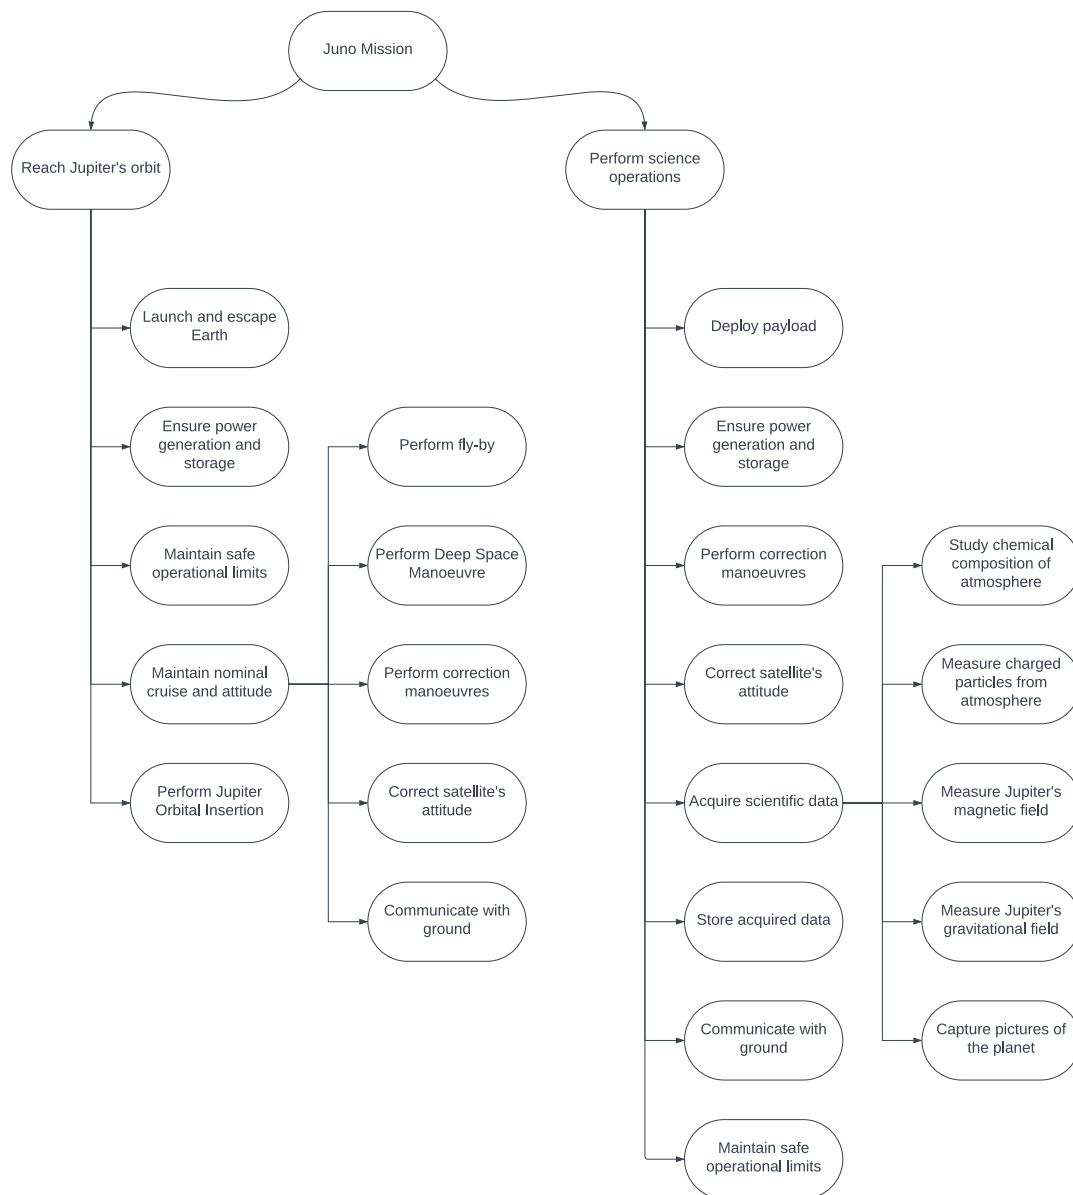 Juno Mission
Reach Jupiter's orbit
Perform science
operations
Launch and escape
Earth
Ensure power
generation and
storage
Maintain safe
operational limits
Maintain nominal
cruise and attitude
Perform Jupiter
Orbital Insertion
Perform fly-by
Perform Deep Space
Manoeuvre
Perform correction
manoeuvres
Correct satellite's
attitude
Communicate with
ground
Deploy payload
Ensure power
generation and
storage
Perform correction
manoeuvres
Correct satellite's
attitude
Acquire scientific data
Store acquired data
Communicate with
ground
Maintain safe
operational limits
Study chemical
composition of
atmosphere
Measure charged
particles from
atmosphere
Measure Jupiter's
magnetic field
Measure Jupiter's
gravitational field
Capture pictures of
the planet